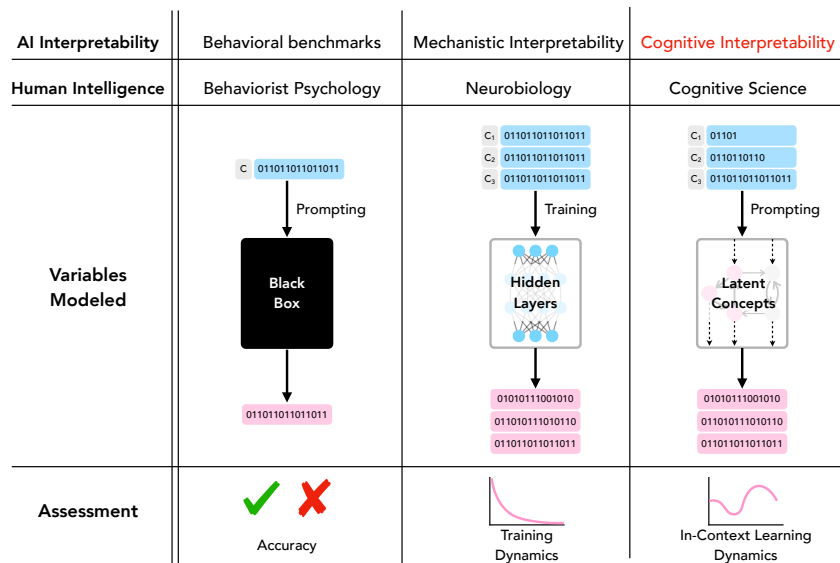 AI Interpretability
Behavioral benchmarks
Mechanistic Interpretability
Cognitive Interpretability
Human Intelligence
Behaviorist Psychology
Neurobiology
Cognitive Science
Variables
Modeled
C 011011011011011
Prompting
Black
Box
011011011011011
C₁ 011011011011011
C₂ 011011011011011
C₃ 011011011011011
Training
Hidden
Layers
01010111001010
011010111010110
011011011011011
C₁ 01101
C₂ 0110110110
C₃ 011011011011011
Prompting
Latent
Concepts
01010111001010
011010111010110
011011011011011
Assessment
Accuracy
Training
Dynamics
In-Context Learning
Dynamics